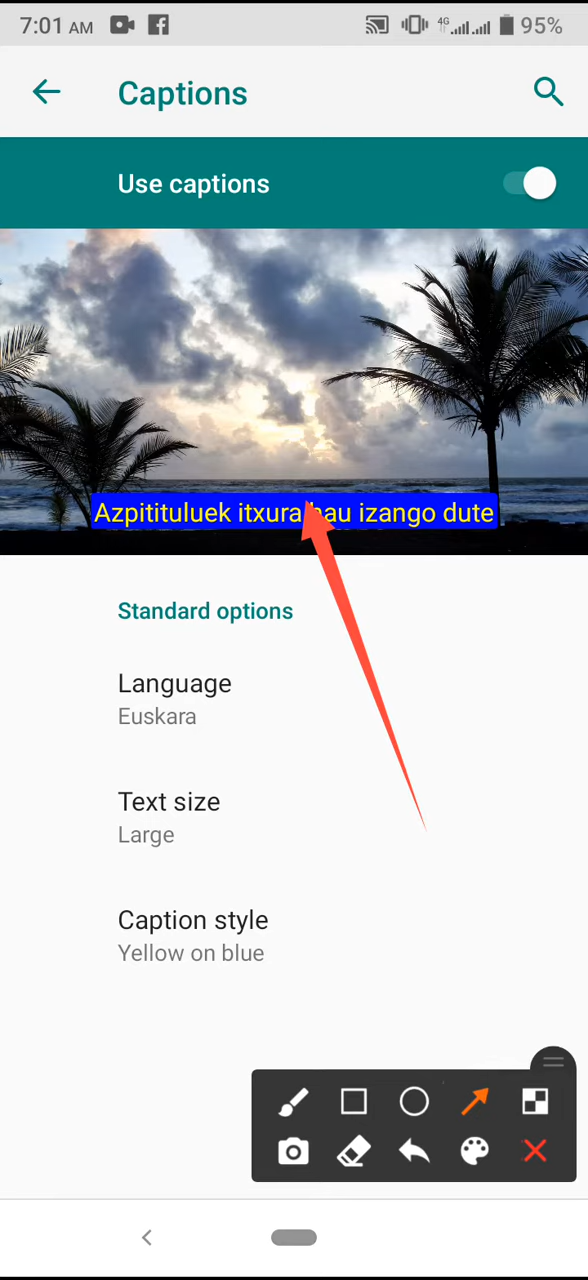 7:01 AM
4G
95%
Captions
Use captions
Azpitituluek itxura hau izango dute
Standard options
Language
Euskara
Text size
Large
Caption style
Yellow on blue